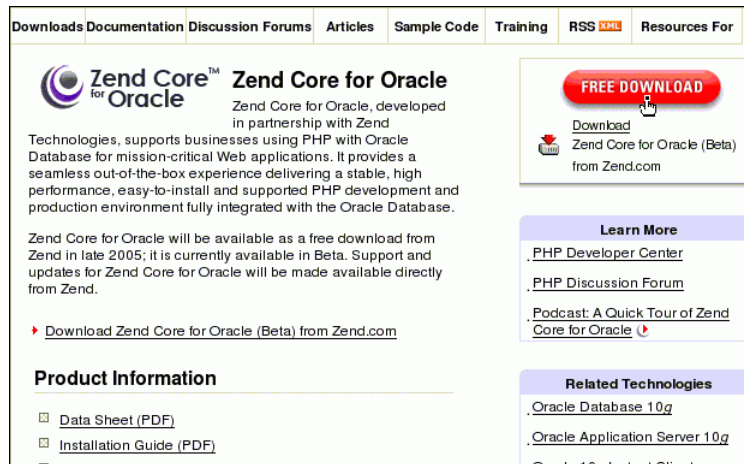 Downloads Documentation Discussion Forums Articles Sample Code Training RSS XML Resources For
Zend Core™ for Oracle
Zend Core for Oracle
Zend Core for Oracle, developed
in partnership with Zend
Technologies, supports businesses using PHP with Oracle
Database for mission-critical Web applications. It provides a
seamless out-of-the-box experience delivering a stable, high
performance, easy-to-install and supported PHP development and
production environment fully integrated with the Oracle Database.
Zend Core for Oracle will be available as a free download from
Zend in late 2005; it is currently available in Beta. Support and
updates for Zend Core for Oracle will be made available directly
from Zend.
Download Zend Core for Oracle (Beta) from Zend.com
Product Information
Data Sheet (PDF)
Installation Guide (PDF)
FREE DOWNLOAD
Download
Zend Core for Oracle (Beta)
from Zend.com
Learn More
PHP Developer Center
PHP Discussion Forum
Podcast: A Quick Tour of Zend
Core for Oracle
Related Technologies
Oracle Database 10g
Oracle Application Server 10g